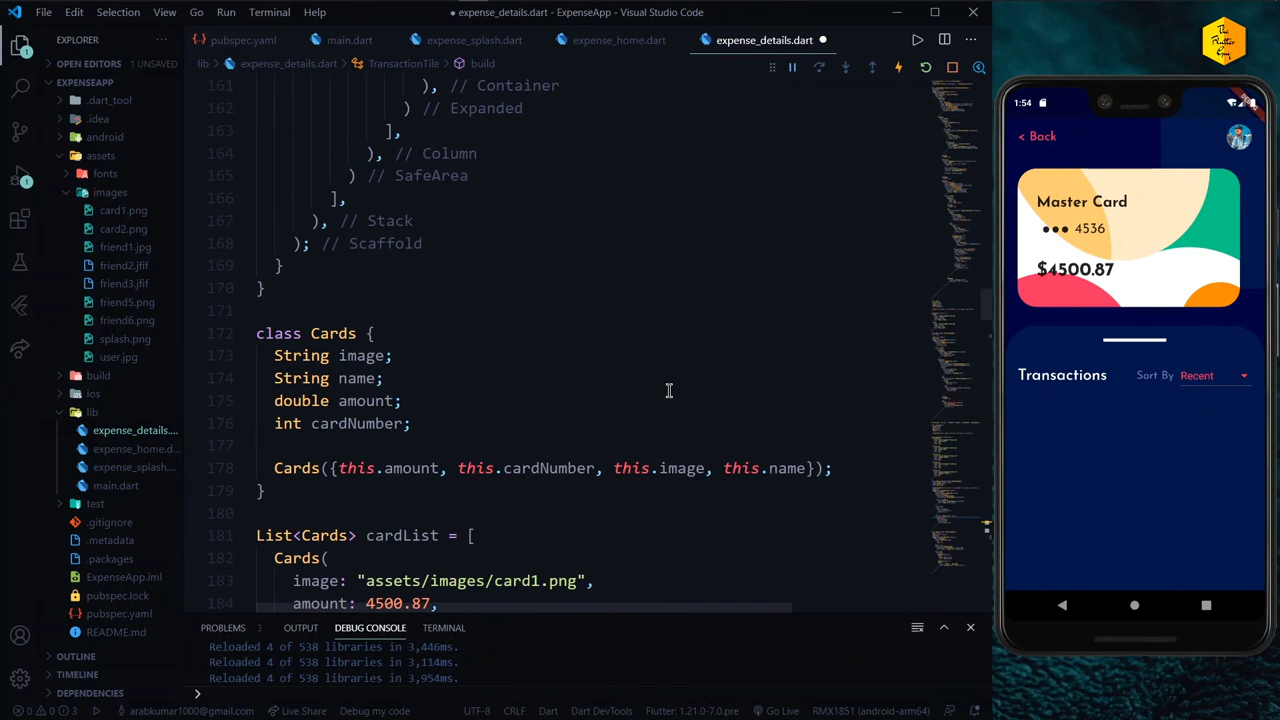 File Edit Selection View Go Run Terminal Help
● expense_details.dart - ExpenseApp - Visual Studio Code
EXPLORER
OPEN EDITORS 1 UNSAVED
EXPENSEAPP
.dart_tool
.idea
android
assets
fonts
images
card1.png
card2.png
friend1.jpg
friend2.jfif
friend3.jfif
friend5.png
friend6.png
splash.png
user.jpg
build
ios
lib
expense_details....
expense_home.d...
expense_splash....
main.dart
test
.gitignore
.metadata
.packages
ExpenseApp.iml
pubspec.lock
pubspec.yaml
README.md
OUTLINE
TIMELINE
DEPENDENCIES
1
1
pubspec.yaml main.dart expense_splash.dart expense_home.dart expense_details.dart ●
lib > expense_details.dart > TransactionTile > build
161 ), // Container
162 ) // Expanded
163 ],
164 ), // Column
165 ) // SafeArea
166 ],
167 ), // Stack
168 ); // Scaffold
169 }
170 }
171
172 class Cards {
173 String image;
174 String name;
175 double amount;
176 int cardNumber;
177
178 Cards({this.amount, this.cardNumber, this.image, this.name});
179 }
180
181 List<Cards> cardList = [
182 Cards(
183 image: "assets/images/card1.png",
184 amount: 4500.87,
PROBLEMS 3 OUTPUT DEBUG CONSOLE TERMINAL
Reloaded 4 of 538 libraries in 3,446ms.
Reloaded 4 of 538 libraries in 3,114ms.
Reloaded 4 of 538 libraries in 3,954ms.
>
0 0 3 arabkumar1000@gmail.com Live Share Debug my code UTF-8 CRLF Dart Dart DevTools Flutter: 1.21.0-7.0.pre Go Live RMX1851 (android-arm64)
The
Flutter
Guy
1:54
DEBUG
< Back
Master Card
●●● 4536
$4500.87
Transactions Sort By Recent